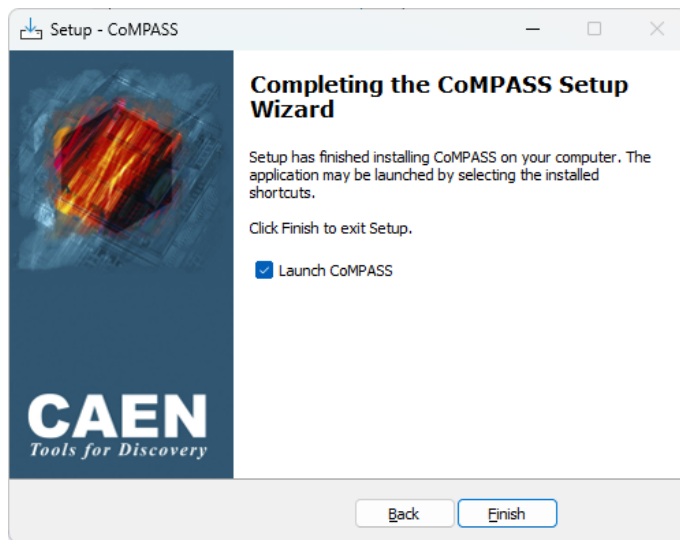 Setup - CoMPASS
Completing the CoMPASS Setup
Wizard
Setup has finished installing CoMPASS on your computer. The
application may be launched by selecting the installed
shortcuts.
Click Finish to exit Setup.
Launch CoMPASS
CAEN
Tools for Discovery
Back
Finish